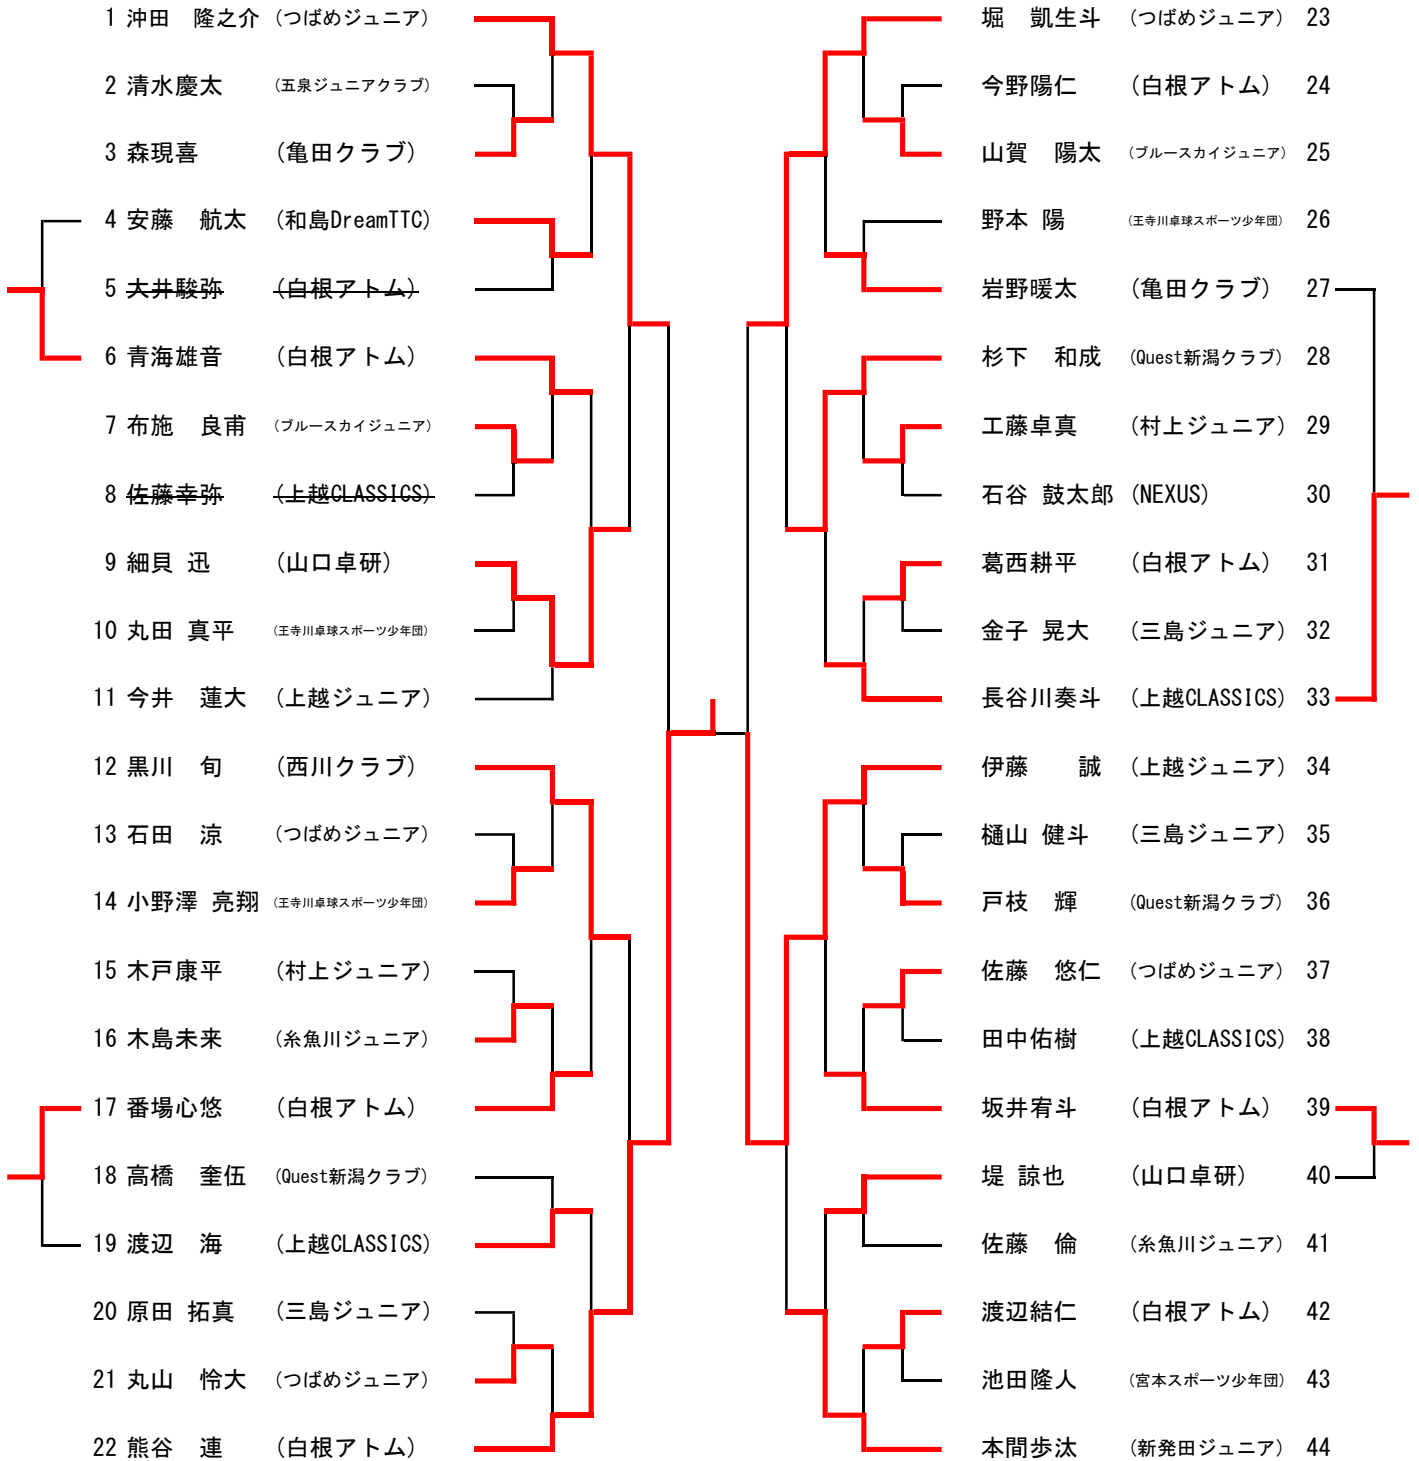 1 沖田　隆之介 (つばめジュニア)
2 清水慶太 (五泉ジュニアクラブ)
3 森現喜 (亀田クラブ)
4 安藤　航太 (和島DreamTTC)
5 大井駿弥 (白根アトム)
6 青海雄音 (白根アトム)
7 布施　良甫 (ブルースカイジュニア)
8 佐藤幸弥 (上越CLASSICS)
9 細貝 迅 (山口卓研)
10 丸田 真平 (王寺川卓球スポーツ少年団)
11 今井　蓮大 (上越ジュニア)
12 黒川　旬 (西川クラブ)
13 石田　涼 (つばめジュニア)
14 小野澤 亮翔 (王寺川卓球スポーツ少年団)
15 木戸康平 (村上ジュニア)
16 木島未来 (糸魚川ジュニア)
17 番場心悠 (白根アトム)
18 高橋　奎伍 (Quest新潟クラブ)
19 渡辺　海 (上越CLASSICS)
20 原田 拓真 (三島ジュニア)
21 丸山　怜大 (つばめジュニア)
22 熊谷　連 (白根アトム)
堀　凱生斗 (つばめジュニア) 23
今野陽仁 (白根アトム) 24
山賀　陽太 (ブルースカイジュニア) 25
野本 陽 (王寺川卓球スポーツ少年団) 26
岩野暖太 (亀田クラブ) 27
杉下　和成 (Quest新潟クラブ) 28
工藤卓真 (村上ジュニア) 29
石谷 鼓太郎 (NEXUS) 30
葛西耕平 (白根アトム) 31
金子 晃大 (三島ジュニア) 32
長谷川奏斗 (上越CLASSICS) 33
伊藤　　誠 (上越ジュニア) 34
樋山 健斗 (三島ジュニア) 35
戸枝　輝 (Quest新潟クラブ) 36
佐藤　悠仁 (つばめジュニア) 37
田中佑樹 (上越CLASSICS) 38
坂井宥斗 (白根アトム) 39
堤 諒也 (山口卓研) 40
佐藤　倫 (糸魚川ジュニア) 41
渡辺結仁 (白根アトム) 42
池田隆人 (宮本スポーツ少年団) 43
本間歩汰 (新発田ジュニア) 44